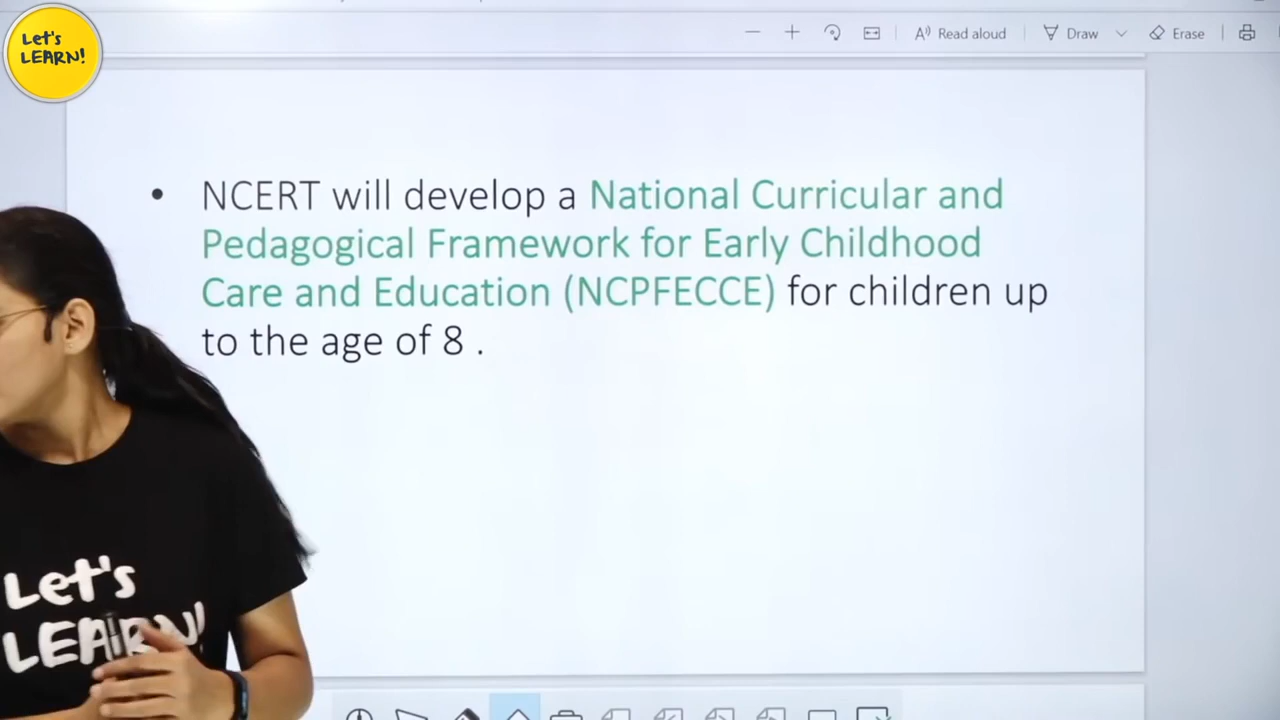 Let's
LEARN!
Read aloud
Draw
Erase
• NCERT will develop a National Curricular and
Pedagogical Framework for Early Childhood
Care and Education (NCPFECCE) for children up
to the age of 8 .
Let's
LEARN!